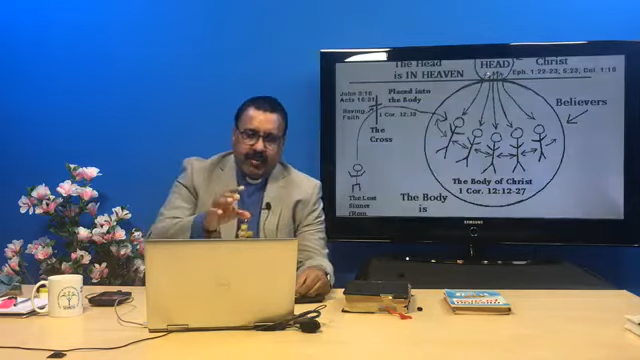 The Head
is IN HEAVEN
HEAD
Christ
Eph. 1:22-23; 5:23; Col. 1:18
John 3:16
Acts 16:31
Saving
Faith
Placed into
the Body
1 Cor. 12:13
The
Cross
Believers
The Lost
Sinner
(Rom
The Body of Christ
1 Cor. 12:12-27
The Body
is
SAMSUNG